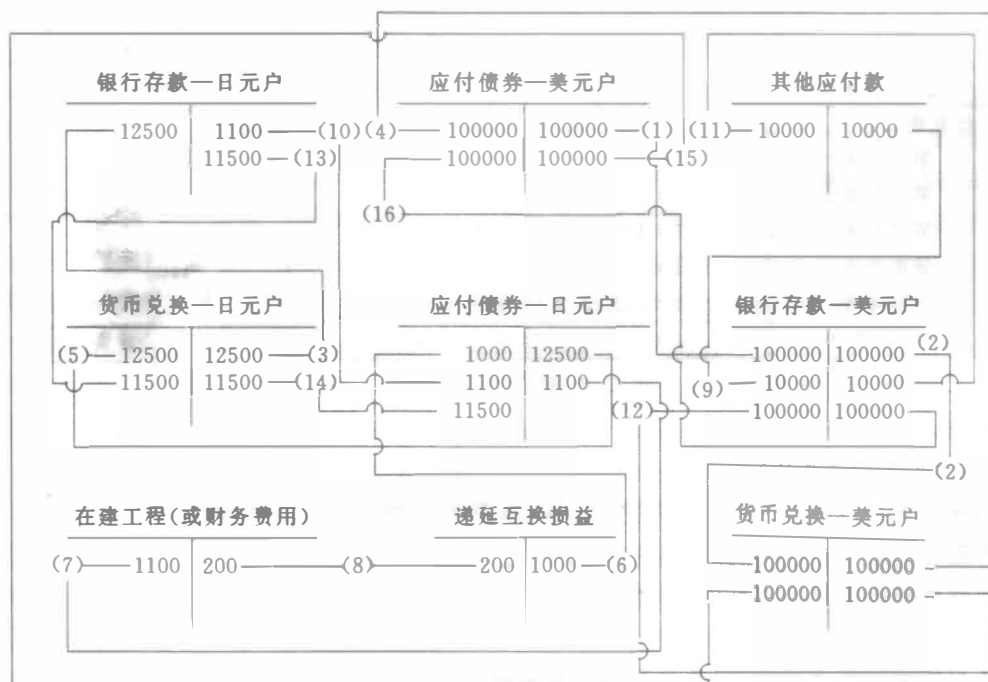 银行存款—日元户 应付债券—美元户 其他应付款
12500 1100 (10) (4) 100000 100000 (1) (11) 10000 10000
11500 (13) 100000 100000 (15)
(16)
货币兑换—日元户 应付债券—日元户 银行存款—美元户
(5) 12500 12500 (3) 1000 12500 100000 100000 (2)
11500 11500 (14) 1100 1100 (9) 10000 10000
11500 (12) 100000 100000
(2)
在建工程(或财务费用) 递延互换损益 货币兑换—美元户
(7) 1100 200 (8) 200 1000 (6) 100000 100000
100000 100000